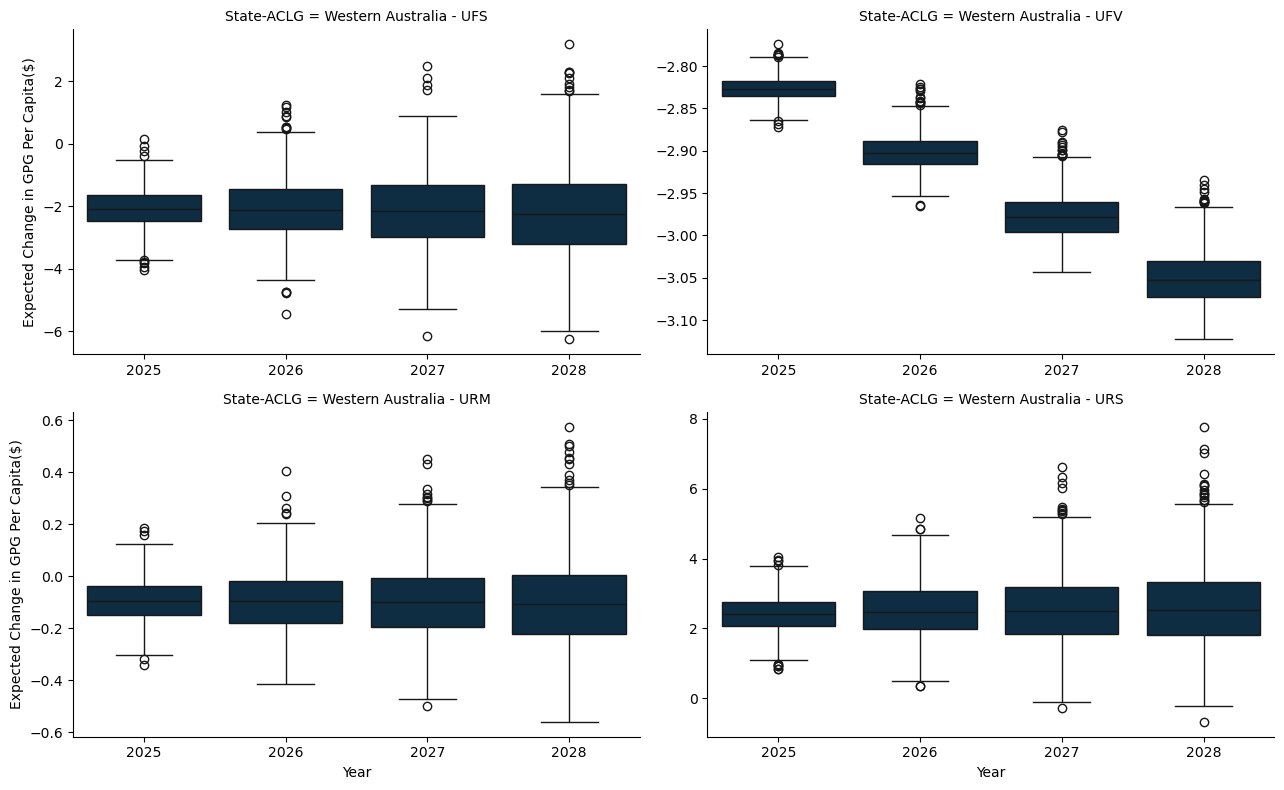 State-ACLG = Western Australia - UFS
Expected Change in GPG Per Capita($)
2
0
−2
−4
−6
2025 2026 2027 2028
State-ACLG = Western Australia - UFV
−2.80
−2.85
−2.90
−2.95
−3.00
−3.05
−3.10
2025 2026 2027 2028
State-ACLG = Western Australia - URM
Expected Change in GPG Per Capita($)
0.6
0.4
0.2
0.0
−0.2
−0.4
−0.6
2025 2026 2027 2028
Year
State-ACLG = Western Australia - URS
8
6
4
2
0
2025 2026 2027 2028
Year